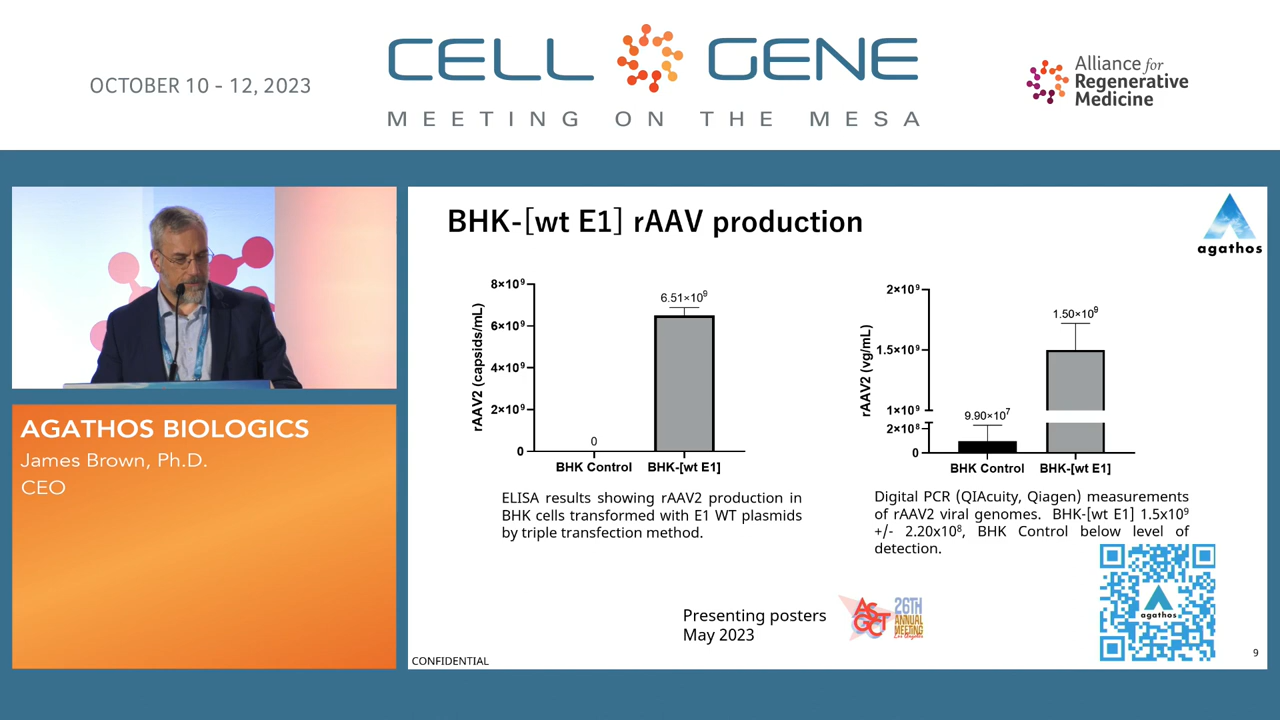 OCTOBER 10 - 12, 2023
CELL GENE
MEETING ON THE MESA
Alliance for
Regenerative
Medicine
AGATHOS BIOLOGICS
James Brown, Ph.D.
CEO
BHK-[wt E1] rAAV production
agathos
rAAV2 (capsids/mL)
8×10⁹
6×10⁹
4×10⁹
2×10⁹
0
0
6.51×10⁹
BHK Control
BHK-[wt E1]
ELISA results showing rAAV2 production in
BHK cells transformed with E1 WT plasmids
by triple transfection method.
rAAV2 (vg/mL)
2×10⁹
1.5×10⁹
1×10⁹
2×10⁸
0
9.90×10⁷
1.50×10⁹
BHK Control
BHK-[wt E1]
Digital PCR (QIAcuity, Qiagen) measurements
of rAAV2 viral genomes. BHK-[wt E1] 1.5x10⁹
+/- 2.20x10⁸, BHK Control below level of
detection.
Presenting posters
May 2023
ASGCT
26TH
ANNUAL
MEETING
Los Angeles
agathos
CONFIDENTIAL
9